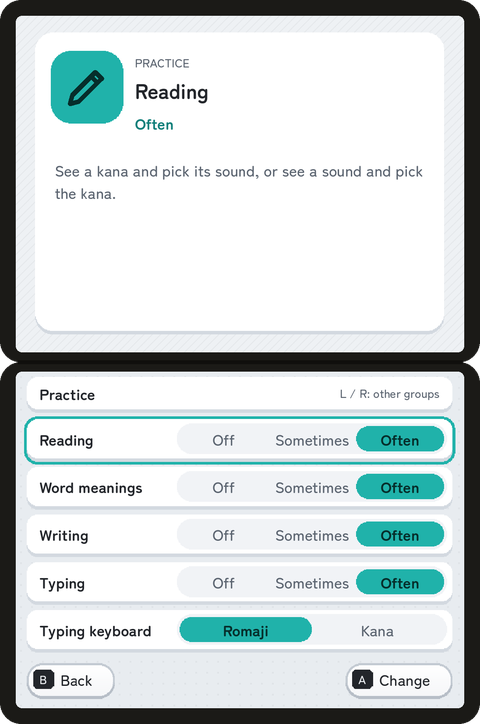 PRACTICE
Reading
Often
See a kana and pick its sound, or see a sound and pick
the kana.
Practice L / R: other groups
Reading Off Sometimes Often
Word meanings Off Sometimes Often
Writing Off Sometimes Often
Typing Off Sometimes Often
Typing keyboard Romaji Kana
B Back A Change